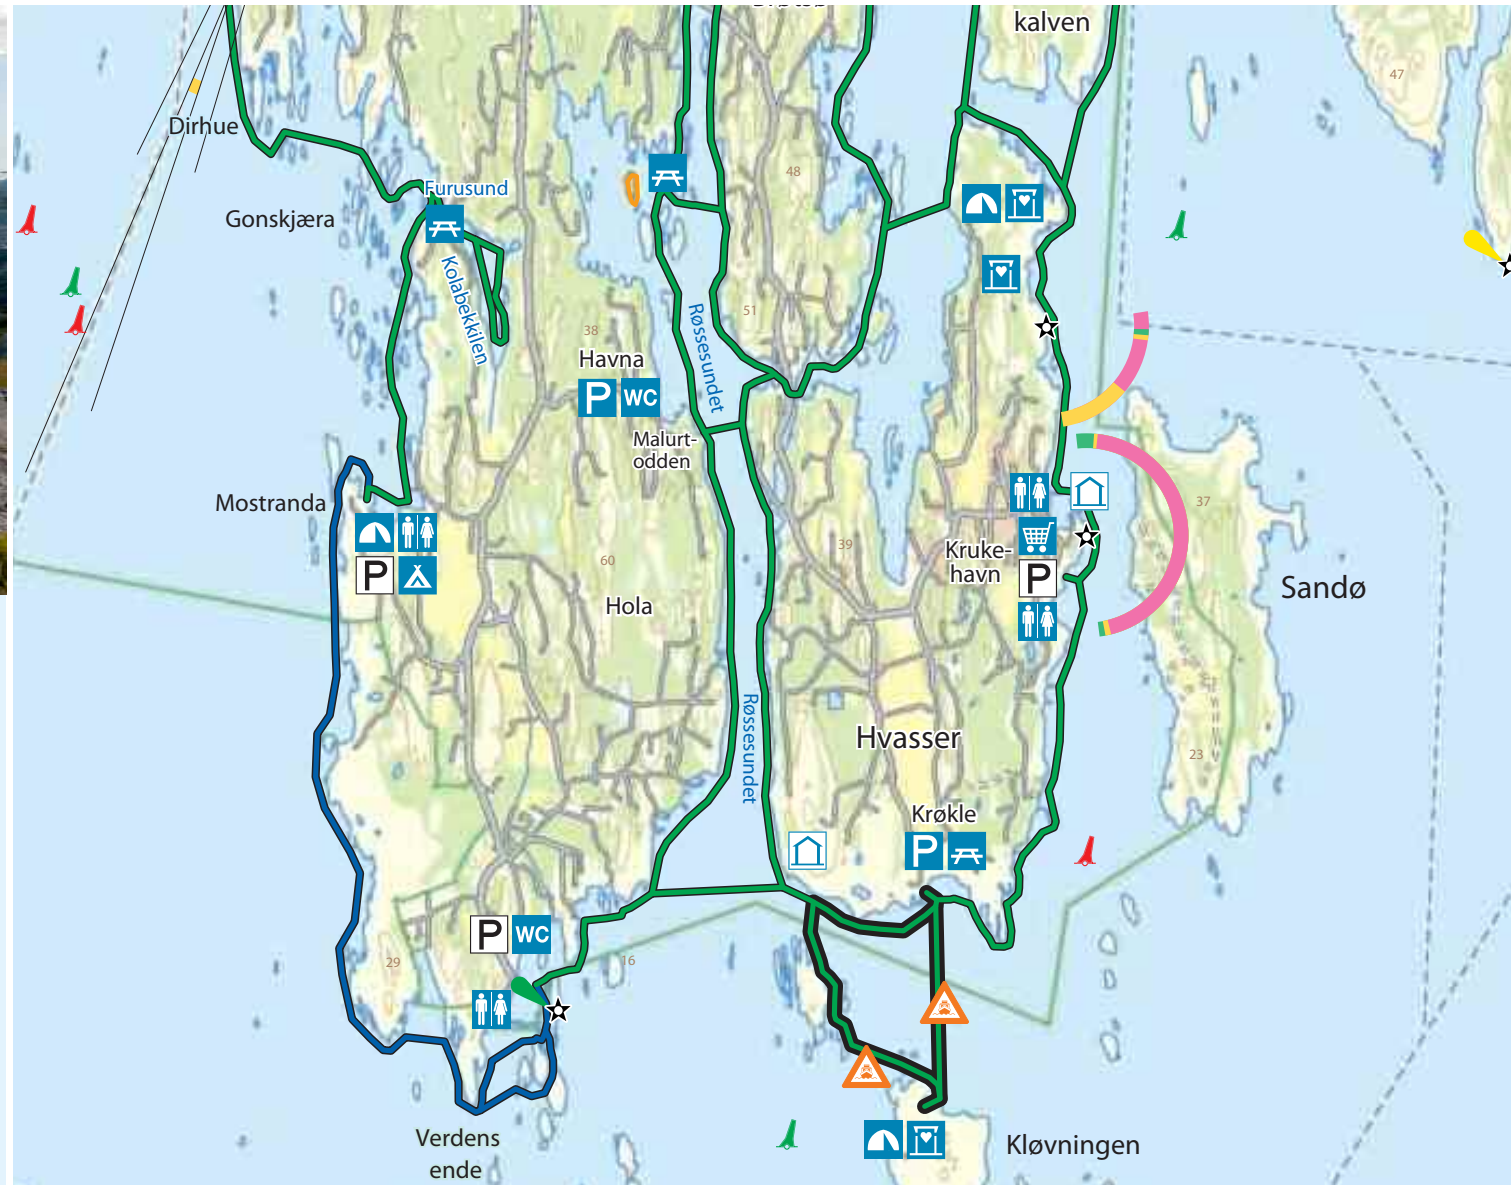 kalven
47
Dirhue
48
Furusund
Gonskjæra
Kolabekkilen
Røssesundet
51
38
Havna
P WC
Malurt-
odden
Mostranda
37
39
Kruke-
havn
P
P
60
Hola
Sandø
Røssesundet
Hvasser
23
Krøkle
P
P WC
29
16
Verdens
ende
Kløvningen